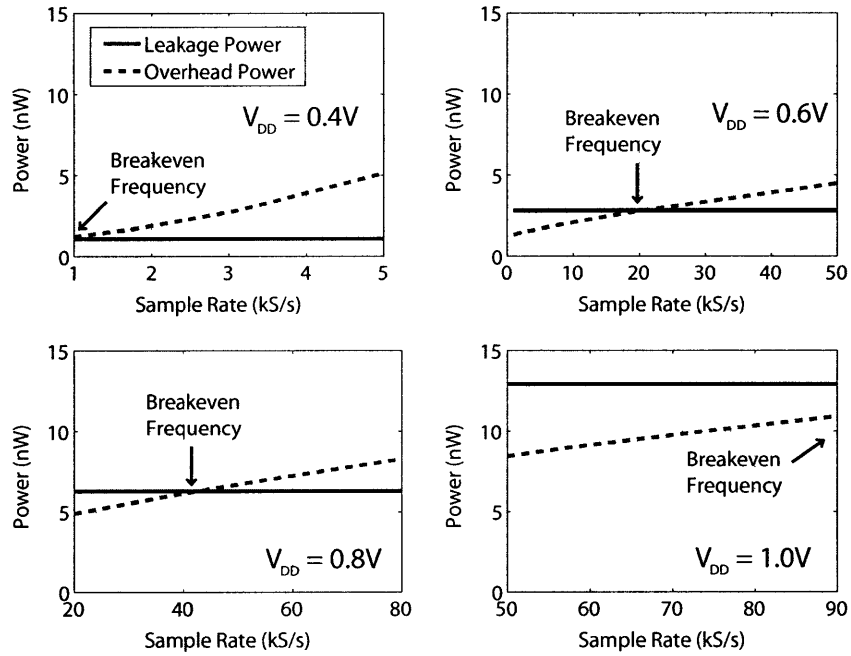 15
10
5
0
Power (nW)
Leakage Power
Overhead Power
V_DD = 0.4V
Breakeven
Frequency
1
2
3
4
5
Sample Rate (kS/s)
15
10
5
0
Power (nW)
V_DD = 0.6V
Breakeven
Frequency
0
10
20
30
40
50
Sample Rate (kS/s)
15
10
5
0
Power (nW)
Breakeven
Frequency
V_DD = 0.8V
20
40
60
80
Sample Rate (kS/s)
15
10
5
0
Power (nW)
Breakeven
Frequency
V_DD = 1.0V
50
60
70
80
90
Sample Rate (kS/s)